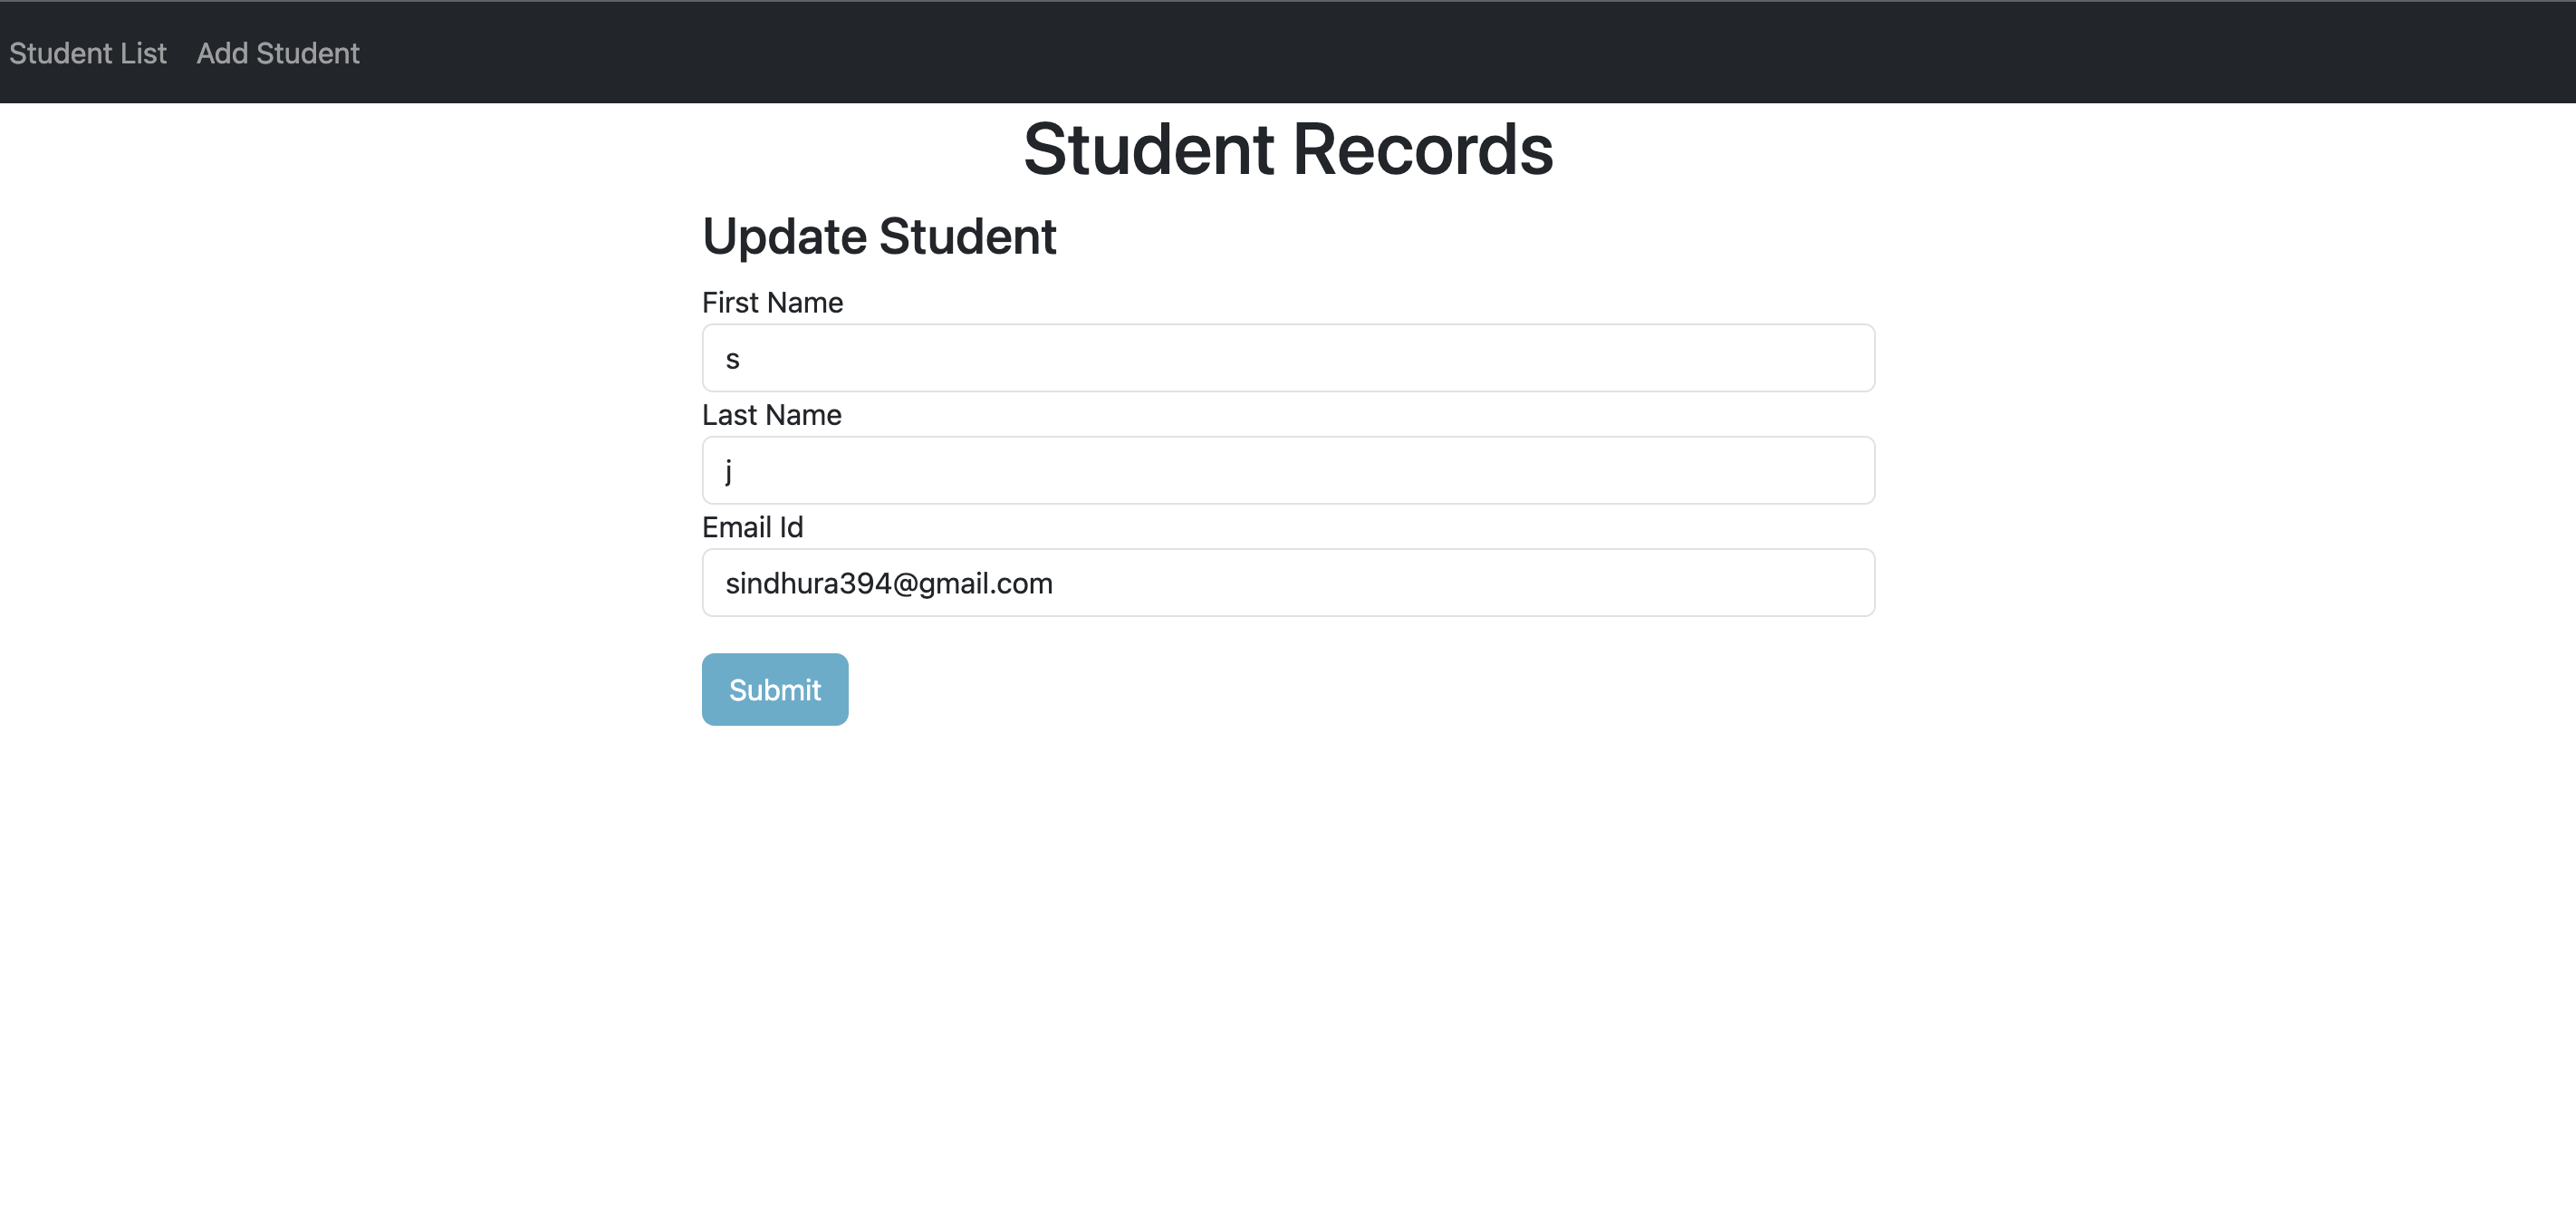 Student List Add Student
Student Records
Update Student
First Name
s
Last Name
j
Email Id
sindhura394@gmail.com
Submit